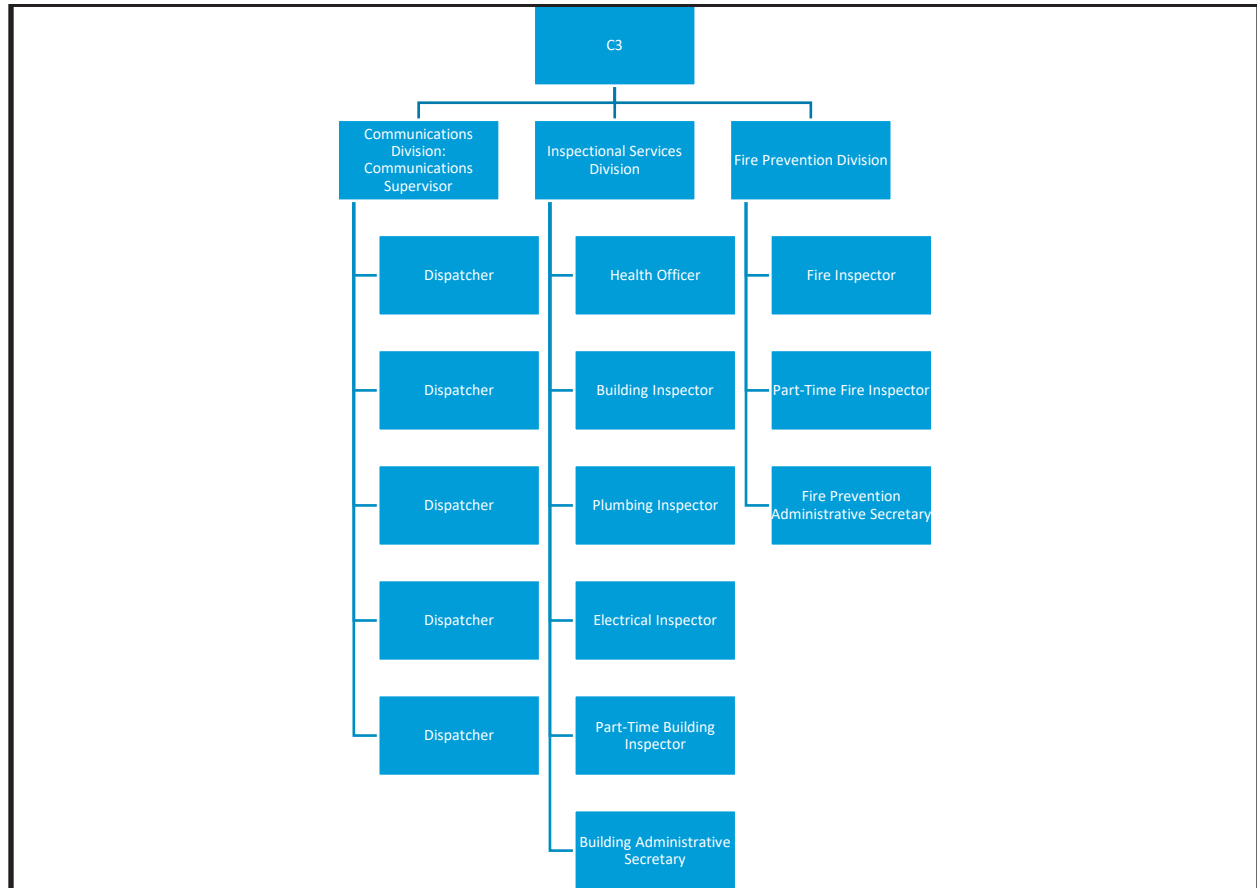 C3
Communications
Division:
Communications
Supervisor
Inspectional Services
Division
Fire Prevention Division
Dispatcher
Health Officer
Fire Inspector
Dispatcher
Building Inspector
Part-Time Fire Inspector
Dispatcher
Plumbing Inspector
Fire Prevention
Administrative Secretary
Dispatcher
Electrical Inspector
Dispatcher
Part-Time Building
Inspector
Building Administrative
Secretary